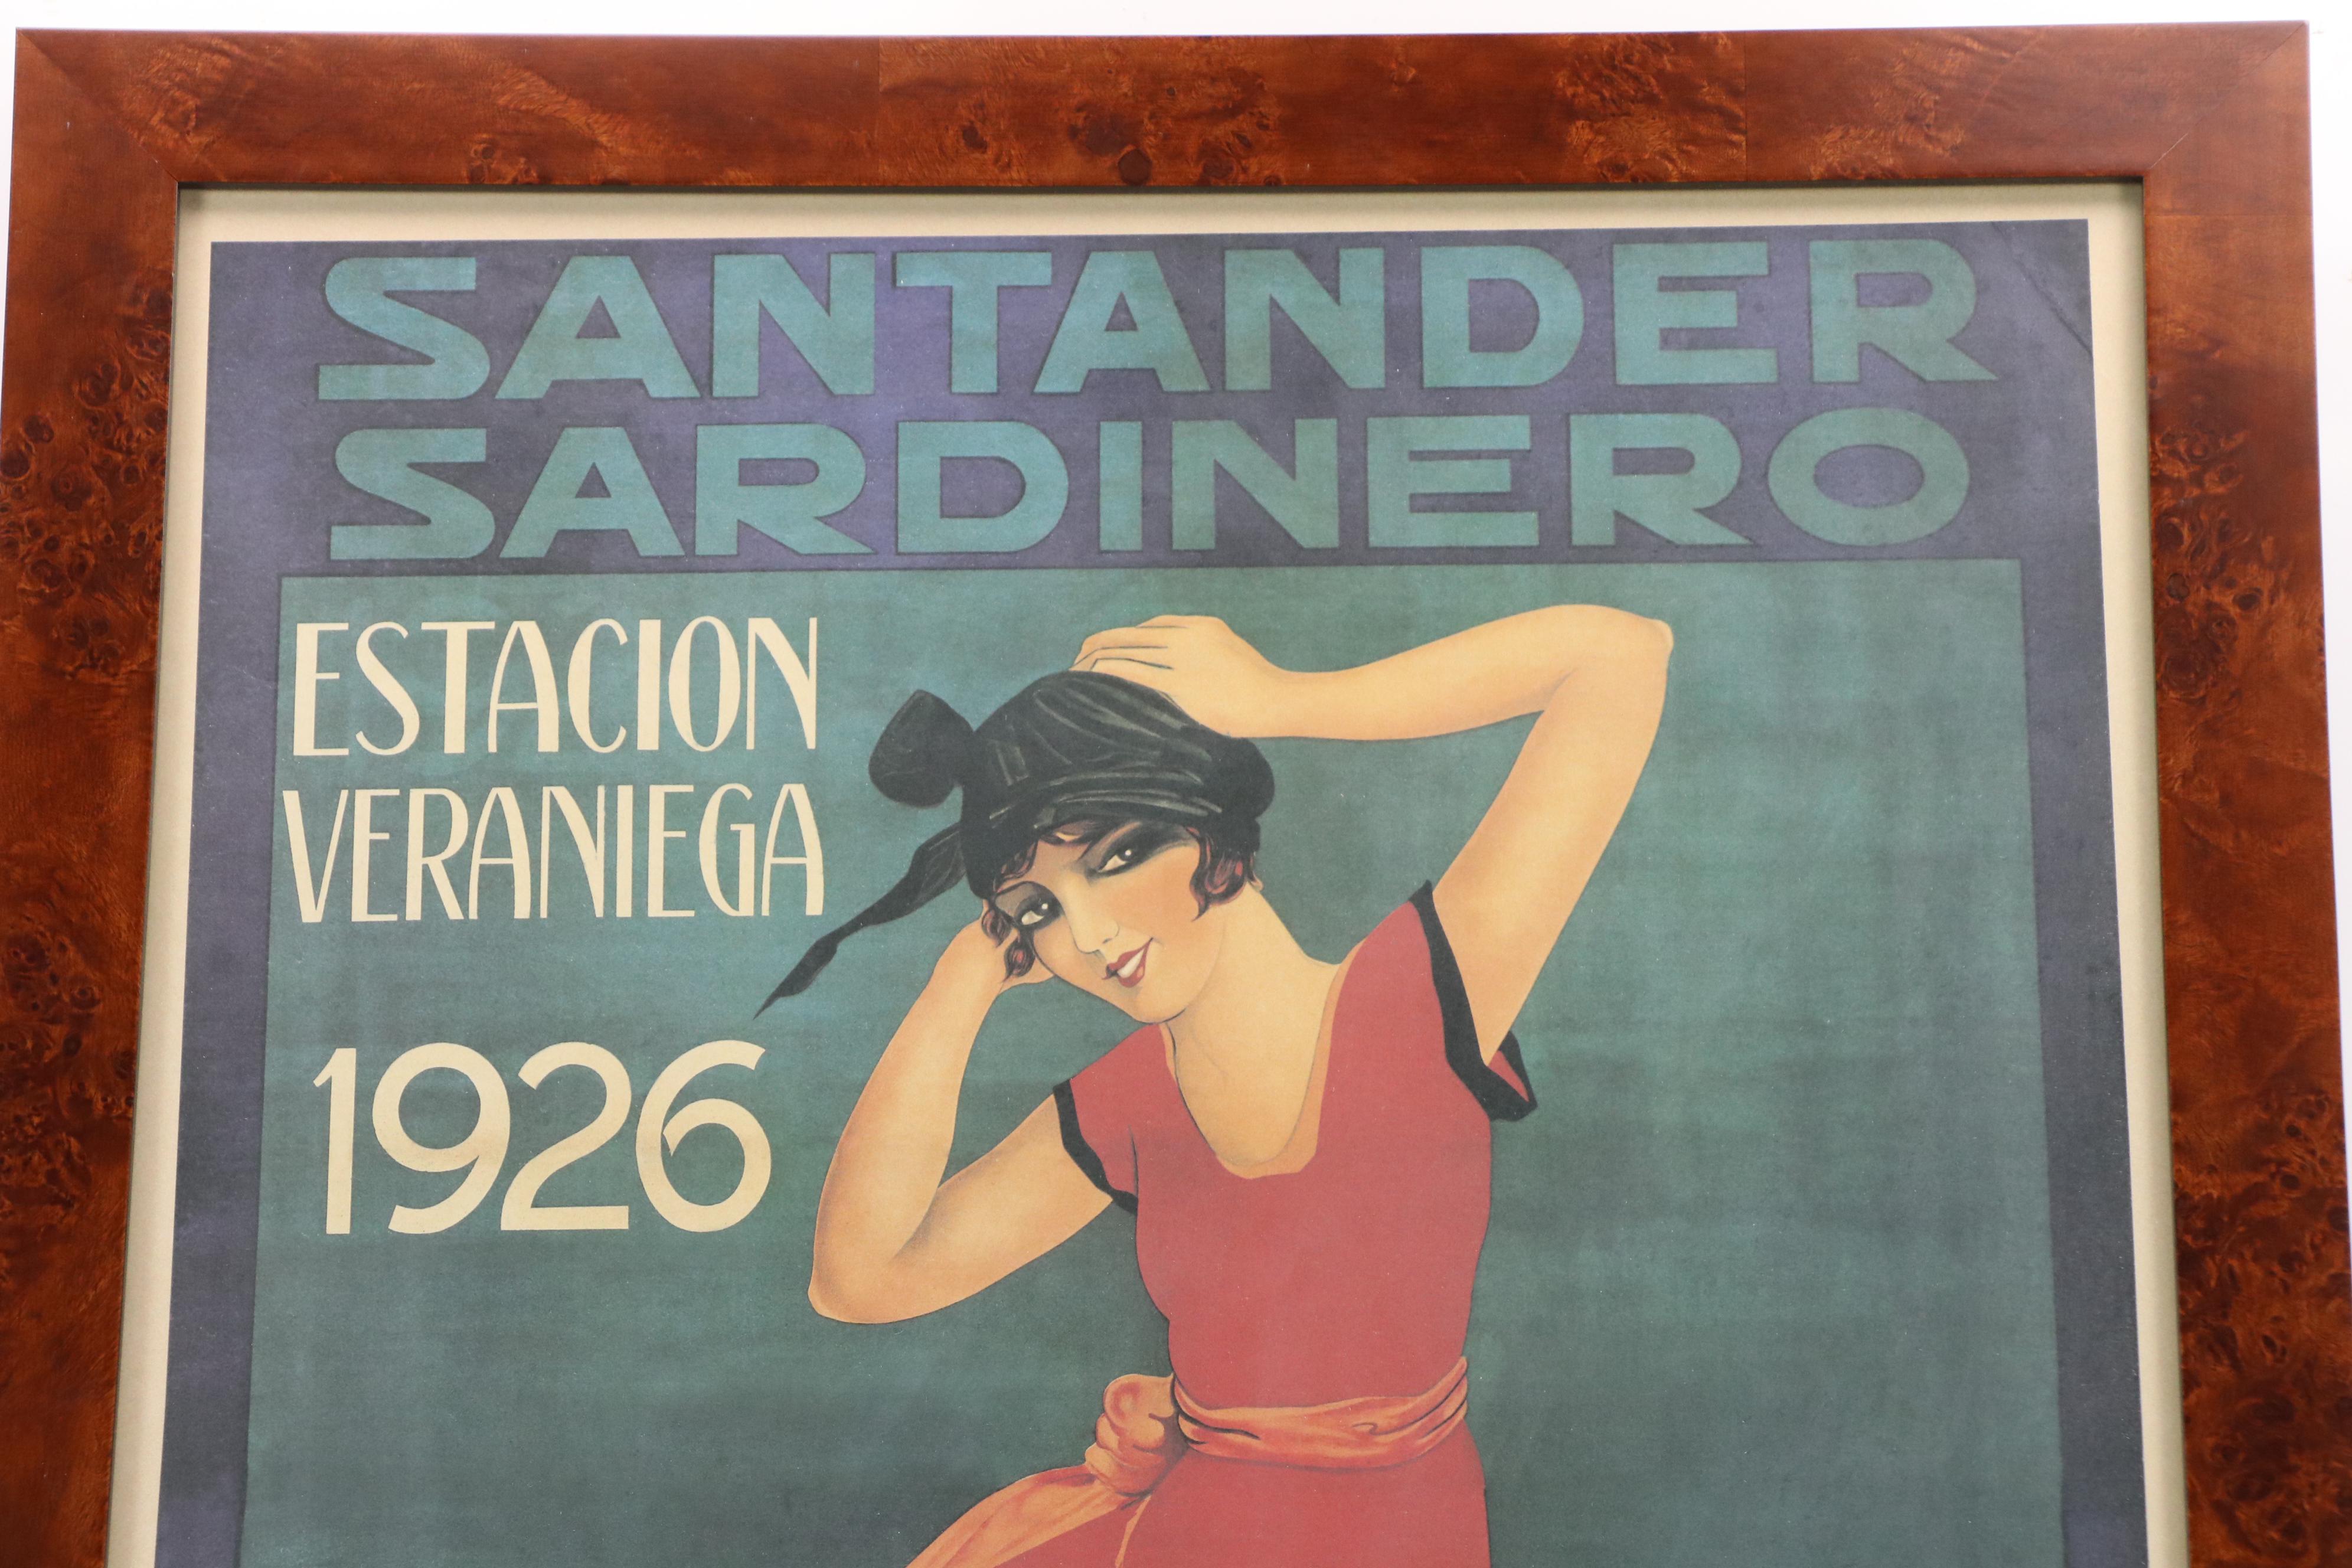 SANTANDER
SARDINERO
ESTACION
VERANIEGA
1926